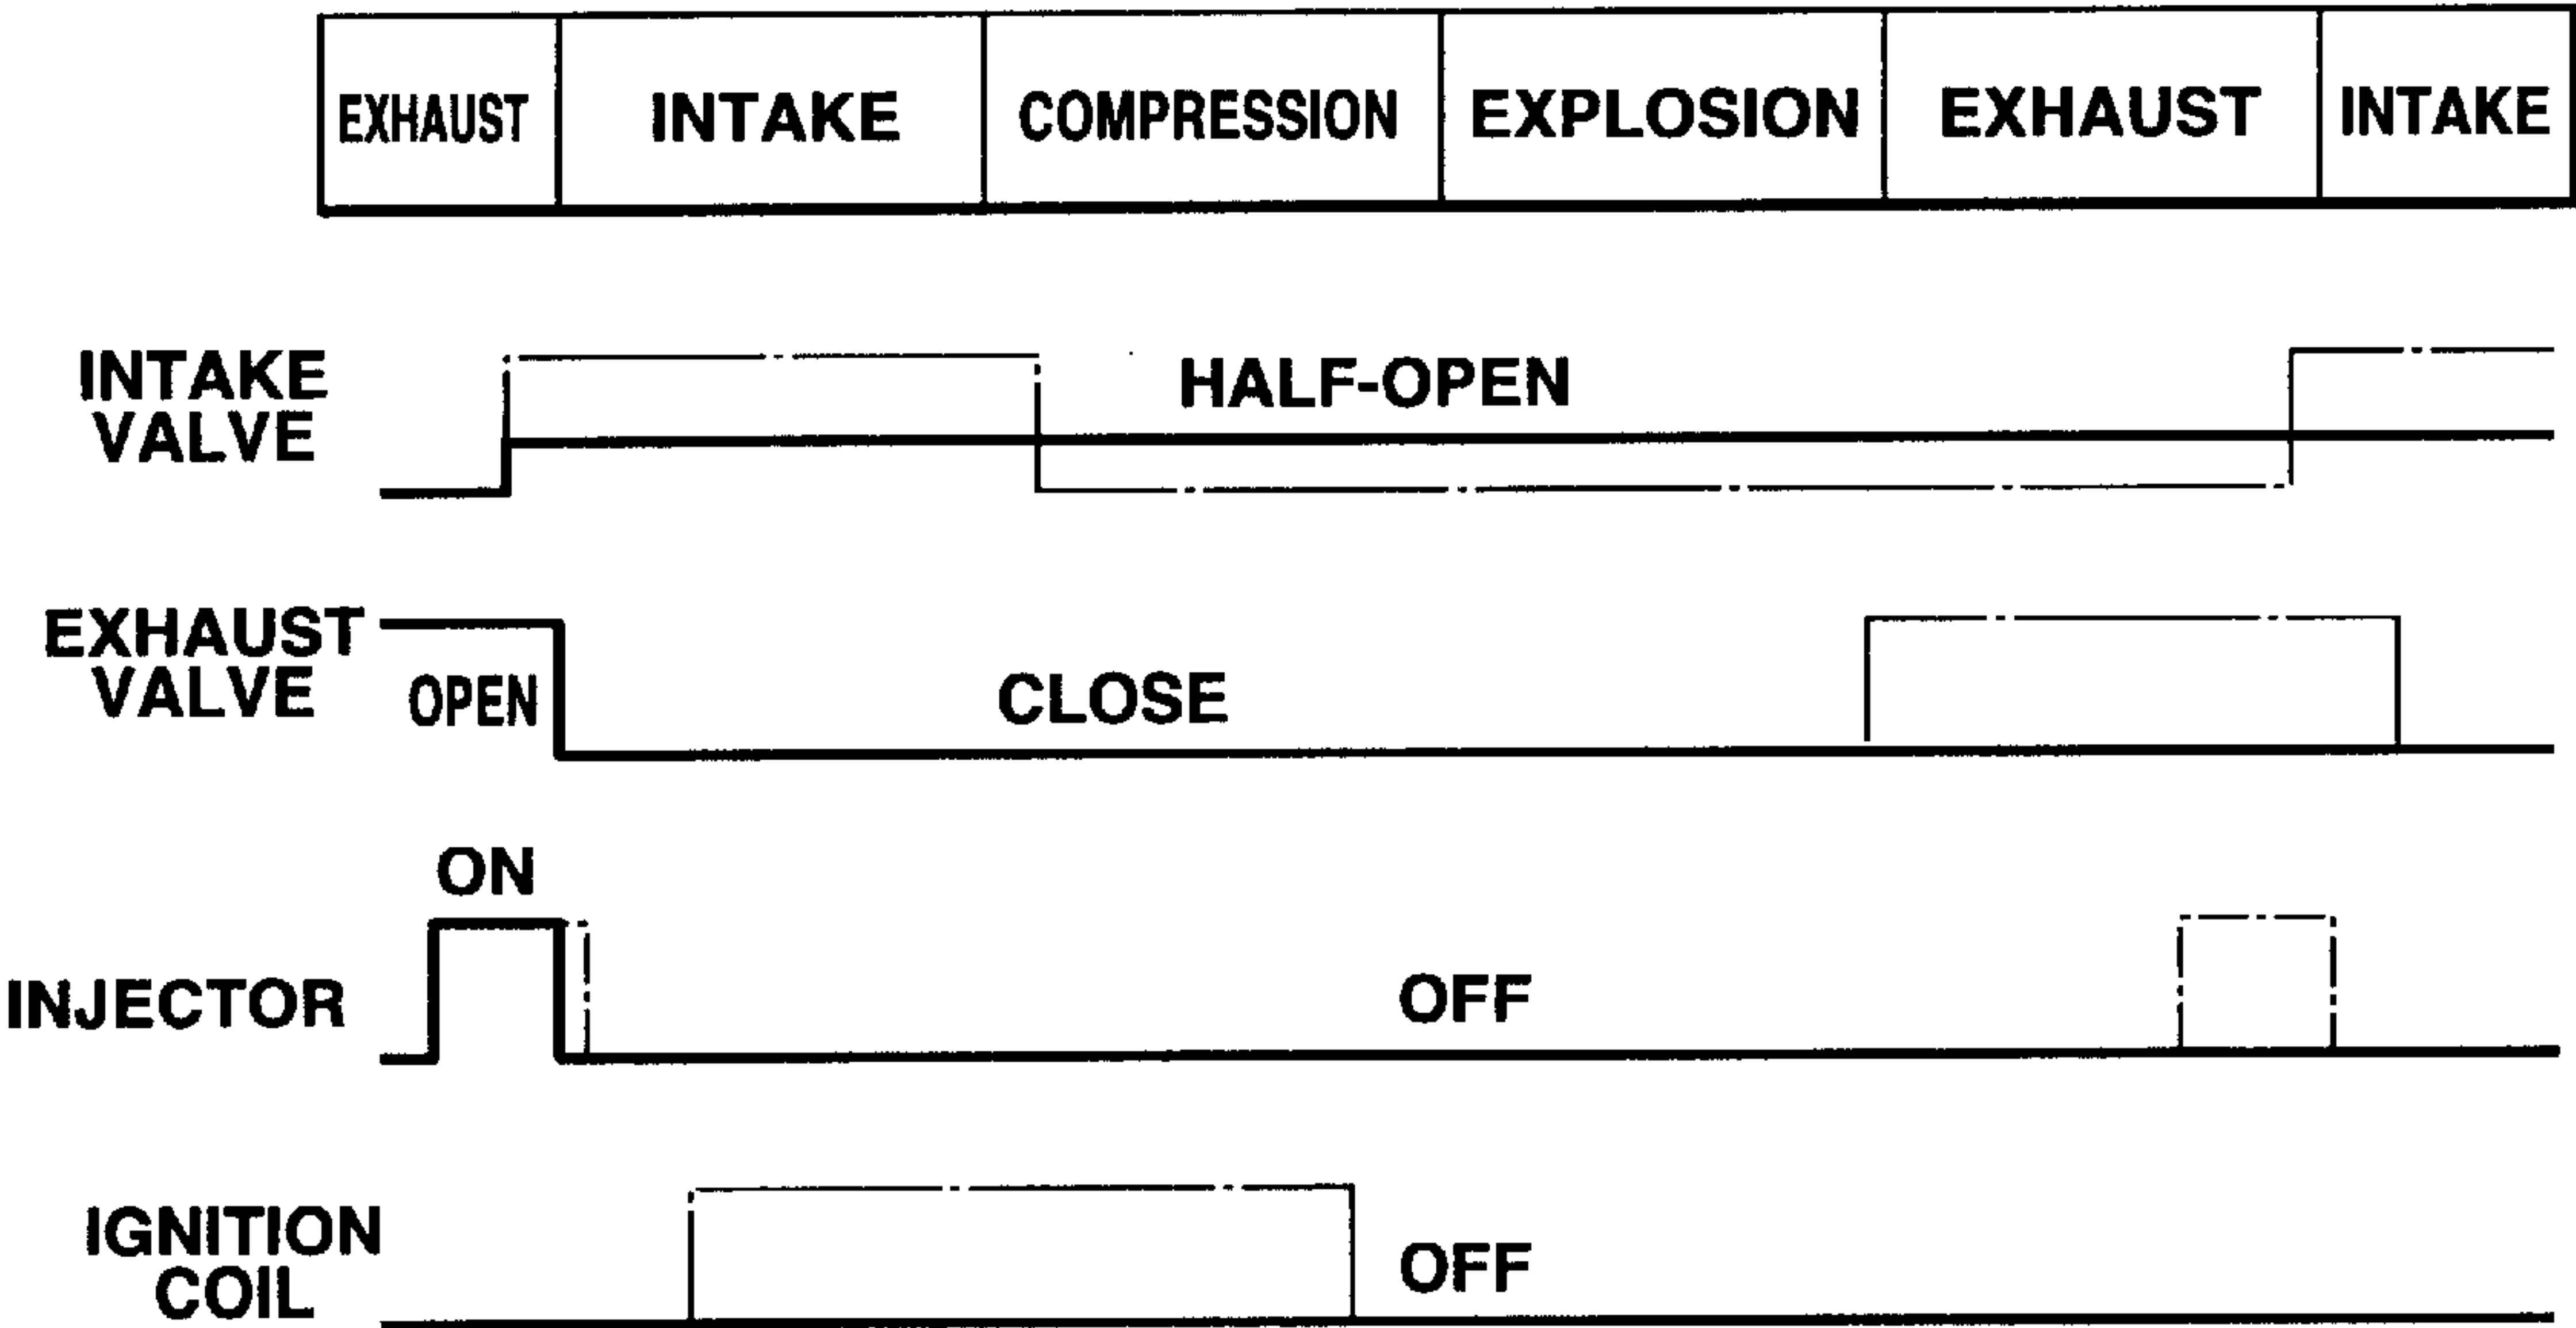 EXHAUST INTAKE COMPRESSION EXPLOSION EXHAUST INTAKE
INTAKE
VALVE
HALF-OPEN
EXHAUST
VALVE
OPEN
CLOSE
ON
INJECTOR
OFF
IGNITION
COIL
OFF